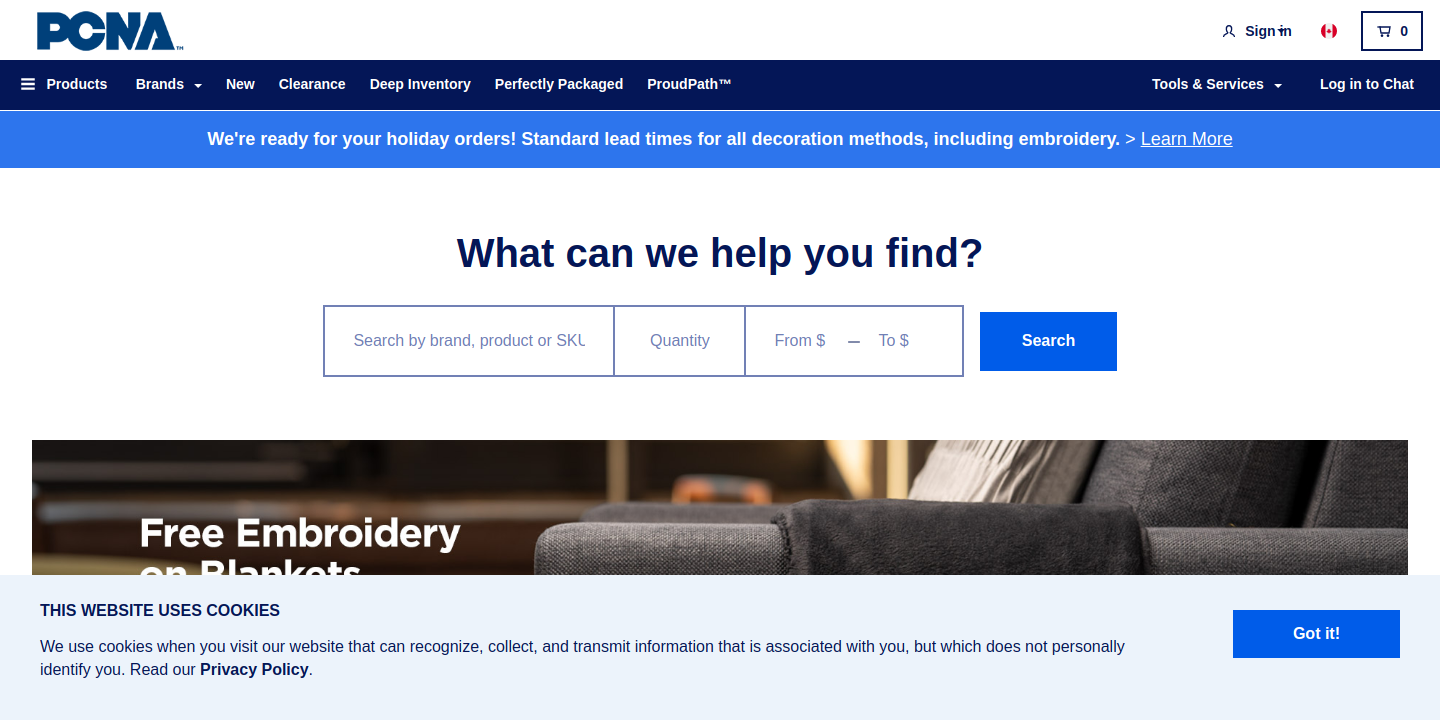 PCNA™
Sign in
0
Products
Brands
New
Clearance
Deep Inventory
Perfectly Packaged
ProudPath™
Tools & Services
Log in to Chat
We're ready for your holiday orders! Standard lead times for all decoration methods, including embroidery. > Learn More
What can we help you find?
Search by brand, product or SKU
Quantity
From $
–
To $
Search
Free Embroidery
on Blankets
THIS WEBSITE USES COOKIES
We use cookies when you visit our website that can recognize, collect, and transmit information that is associated with you, but which does not personally
identify you. Read our Privacy Policy.
Got it!